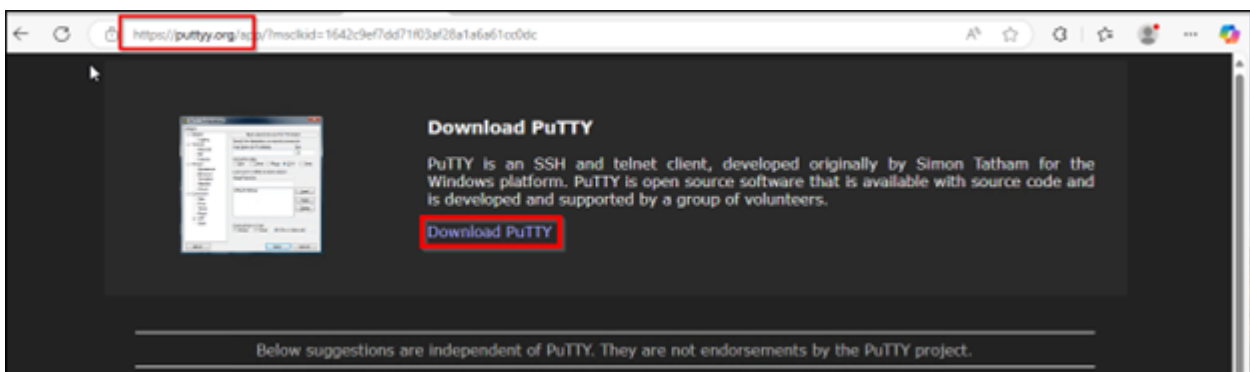 https://puttyy.org/app/?msclkid=1642c9ef7dd71f03af28a1a6a61cc0dc
Download PuTTY
PuTTY is an SSH and telnet client, developed originally by Simon Tatham for the
Windows platform. PuTTY is open source software that is available with source code and
is developed and supported by a group of volunteers.
Download PuTTY
Below suggestions are independent of PuTTY. They are not endorsements by the PuTTY project.